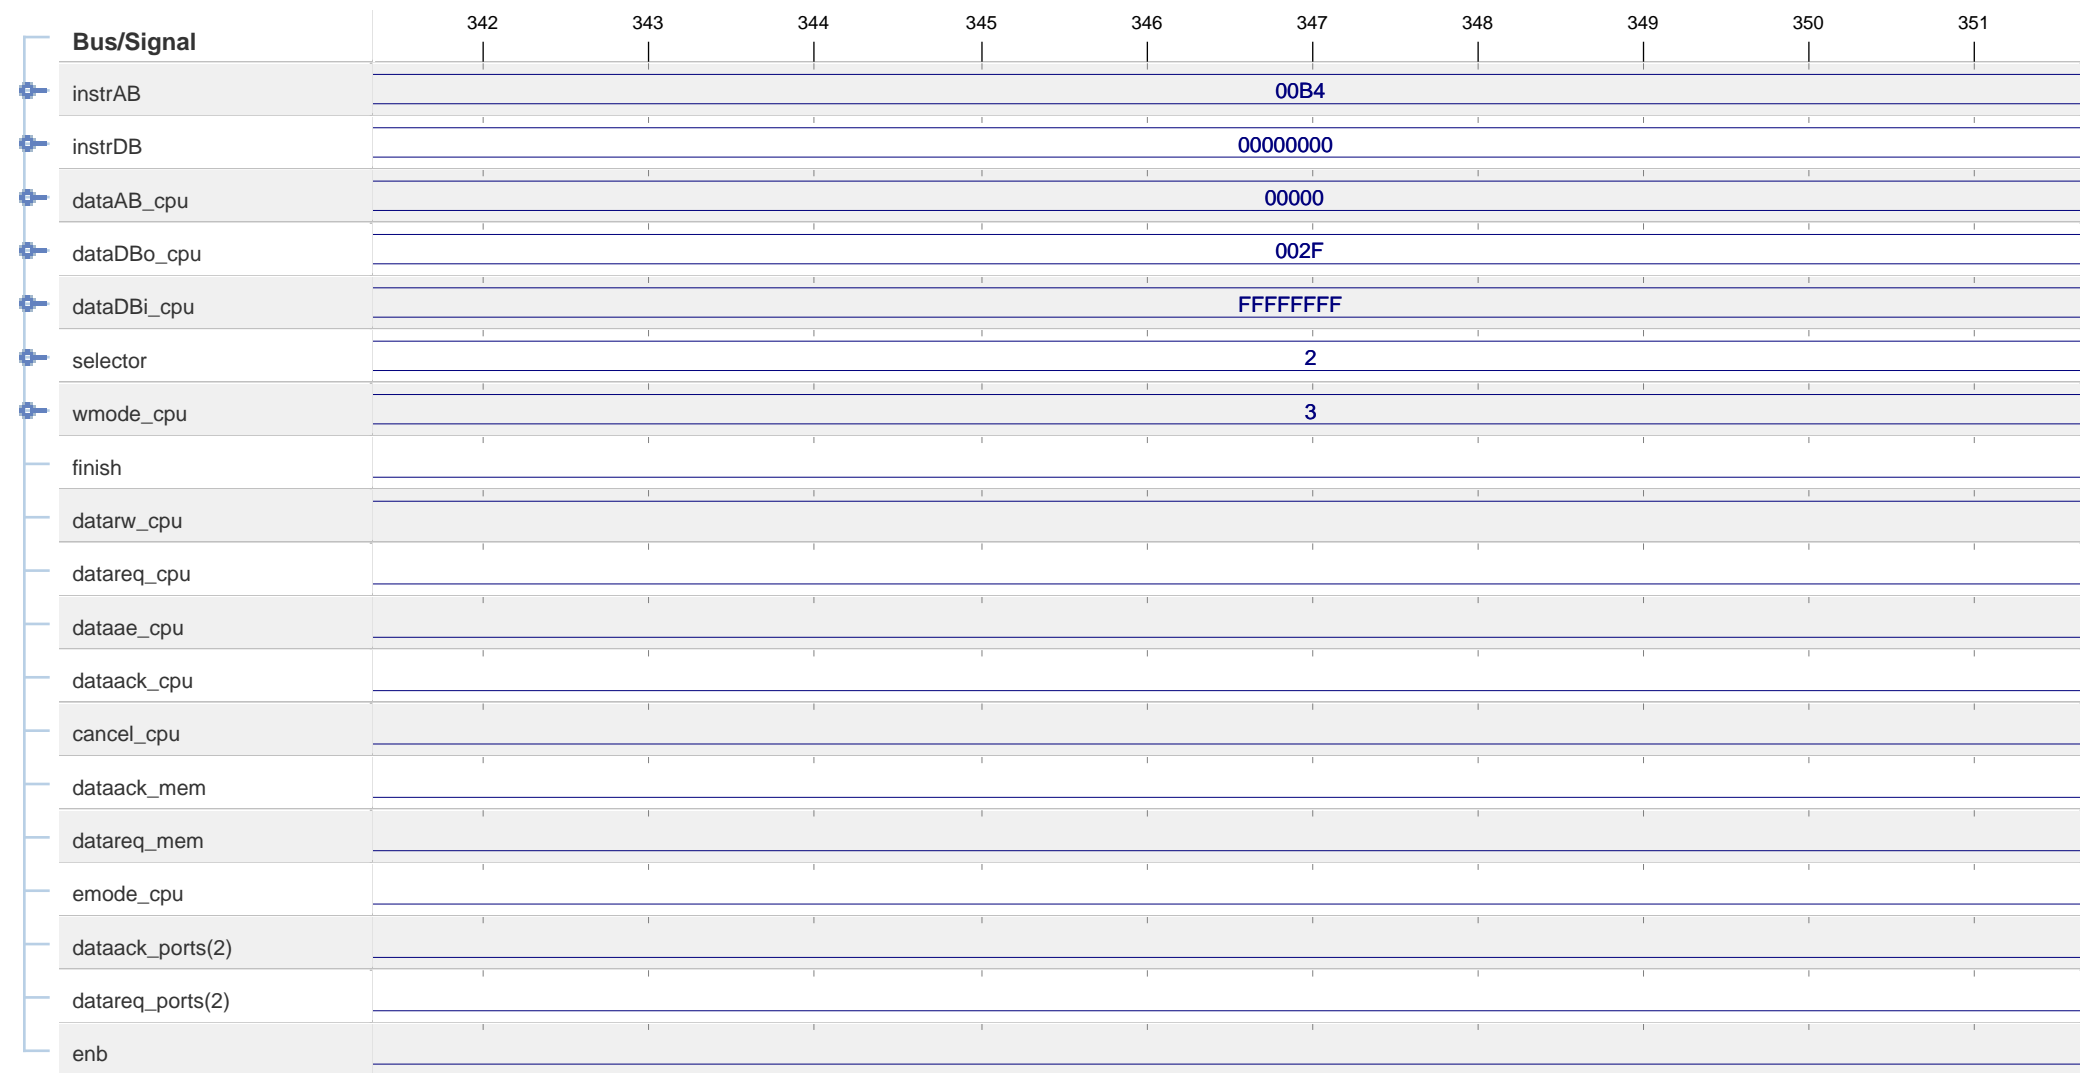 342 343 344 345 346 347 348 349 350 351
Bus/Signal
instrAB 00B4
instrDB 00000000
dataAB_cpu 00000
dataDBo_cpu 002F
dataDBi_cpu FFFFFFFF
selector 2
wmode_cpu 3
finish
datarw_cpu
datareq_cpu
dataae_cpu
dataack_cpu
cancel_cpu
dataack_mem
datareq_mem
emode_cpu
dataack_ports(2)
datareq_ports(2)
enb